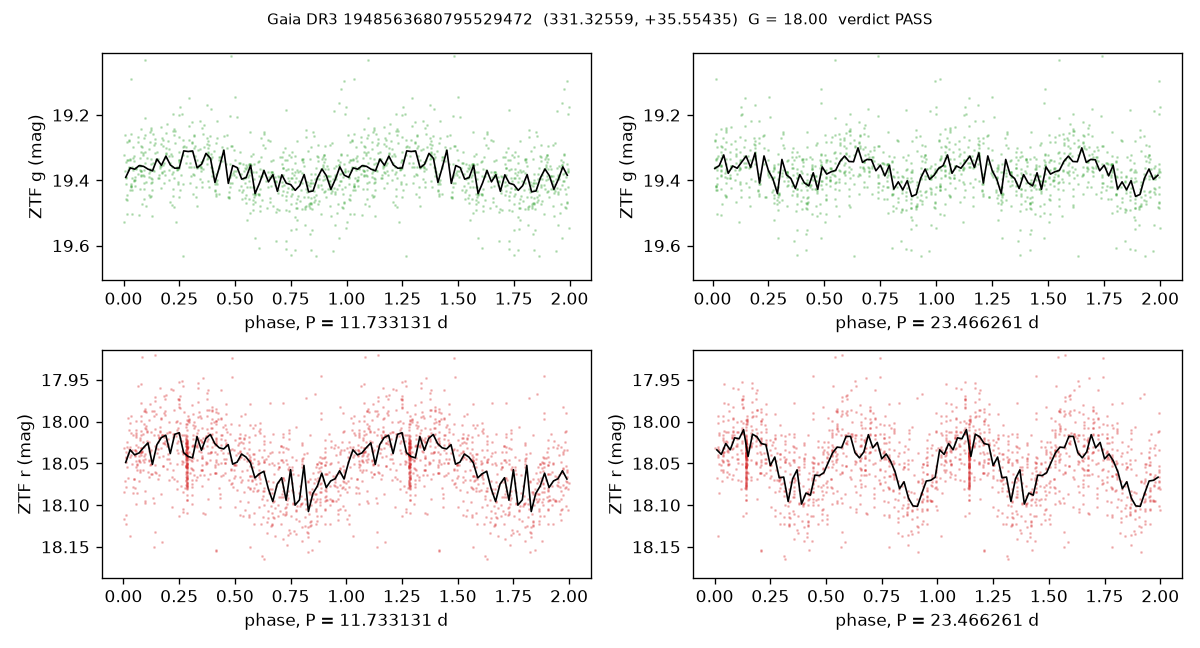 Gaia DR3 1948563680795529472 (331.32559, +35.55435) G = 18.00 verdict PASS
ZTF g (mag)
19.2
19.4
19.6
0.00 0.25 0.50 0.75 1.00 1.25 1.50 1.75 2.00
phase, P = 11.733131 d
ZTF g (mag)
19.2
19.4
19.6
0.00 0.25 0.50 0.75 1.00 1.25 1.50 1.75 2.00
phase, P = 23.466261 d
ZTF r (mag)
17.95
18.00
18.05
18.10
18.15
0.00 0.25 0.50 0.75 1.00 1.25 1.50 1.75 2.00
phase, P = 11.733131 d
ZTF r (mag)
17.95
18.00
18.05
18.10
18.15
0.00 0.25 0.50 0.75 1.00 1.25 1.50 1.75 2.00
phase, P = 23.466261 d